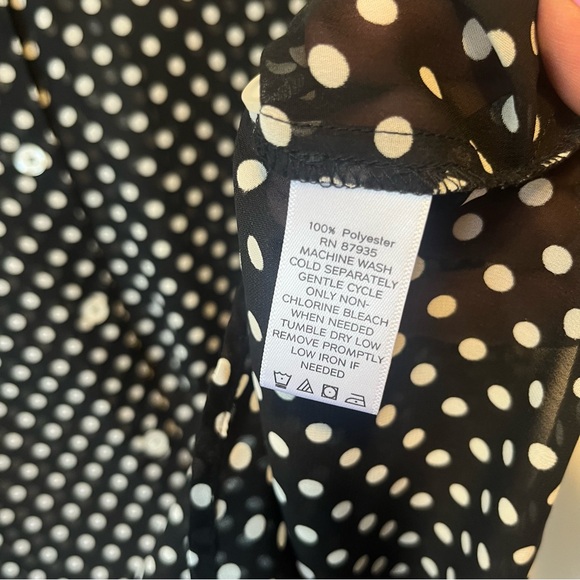 100% Polyester
RN 87935
MACHINE WASH
COLD SEPARATELY
GENTLE CYCLE
ONLY NON-
CHLORINE BLEACH
WHEN NEEDED
TUMBLE DRY LOW
REMOVE PROMPTLY
LOW IRON IF
NEEDED